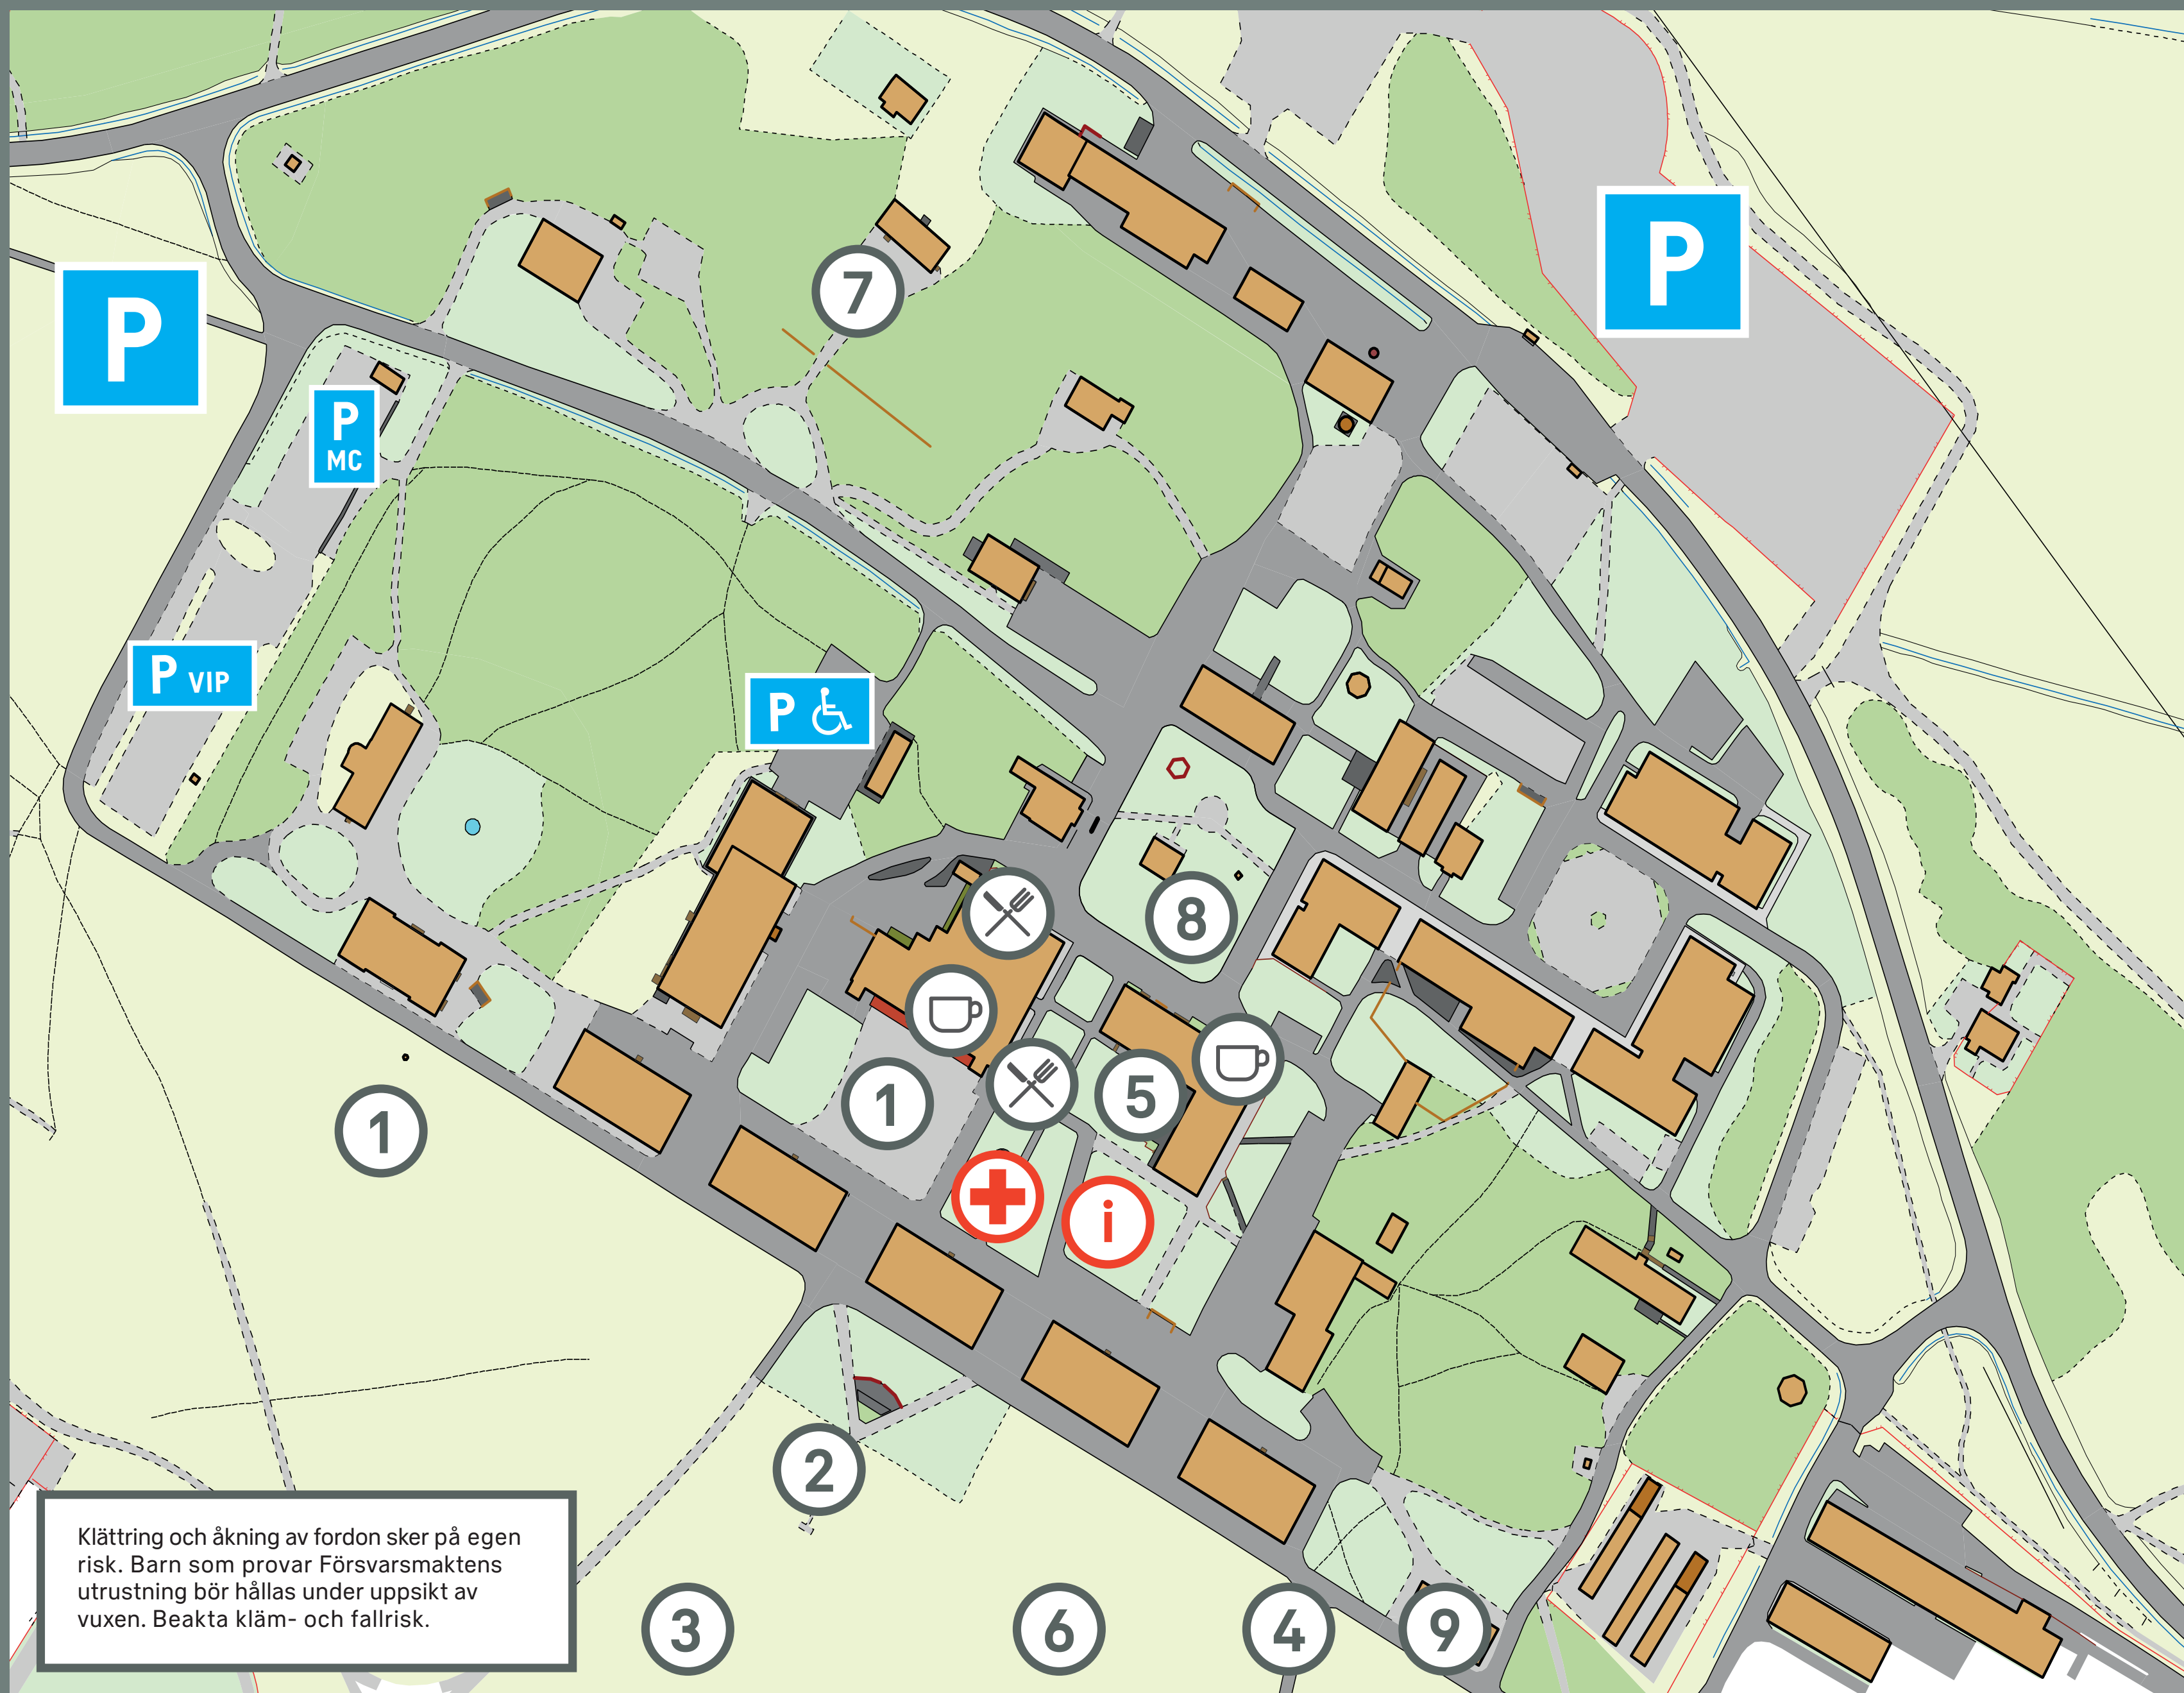 P
7
P
P
MC
P VIP
P
8
1
5
1
i
2
3
6
4
9
Klättring och åkning av fordon sker på egen
risk. Barn som provar Försvarsmaktens
utrustning bör hållas under uppsikt av
vuxen. Beakta kläm- och fallrisk.